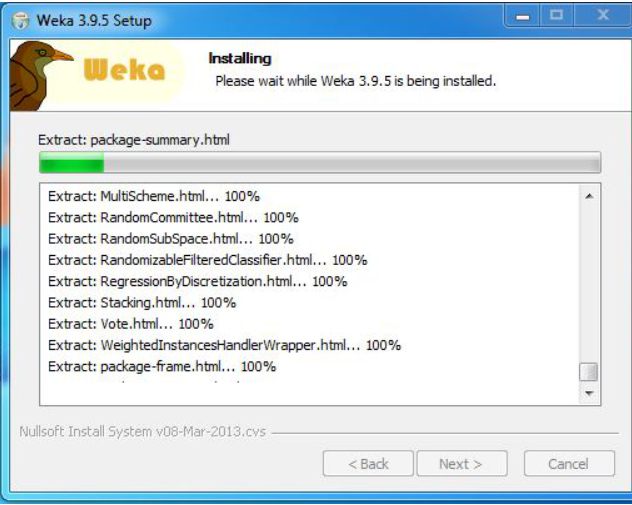 Weka 3.9.5 Setup
Weka
Installing
Please wait while Weka 3.9.5 is being installed.
Extract: package-summary.html
Extract: MultiScheme.html... 100%
Extract: RandomCommittee.html... 100%
Extract: RandomSubSpace.html... 100%
Extract: RandomizableFilteredClassifier.html... 100%
Extract: RegressionByDiscretization.html... 100%
Extract: Stacking.html... 100%
Extract: Vote.html... 100%
Extract: WeightedInstancesHandlerWrapper.html... 100%
Extract: package-frame.html... 100%
Nullsoft Install System v08-Mar-2013.cvs
< Back Next > Cancel